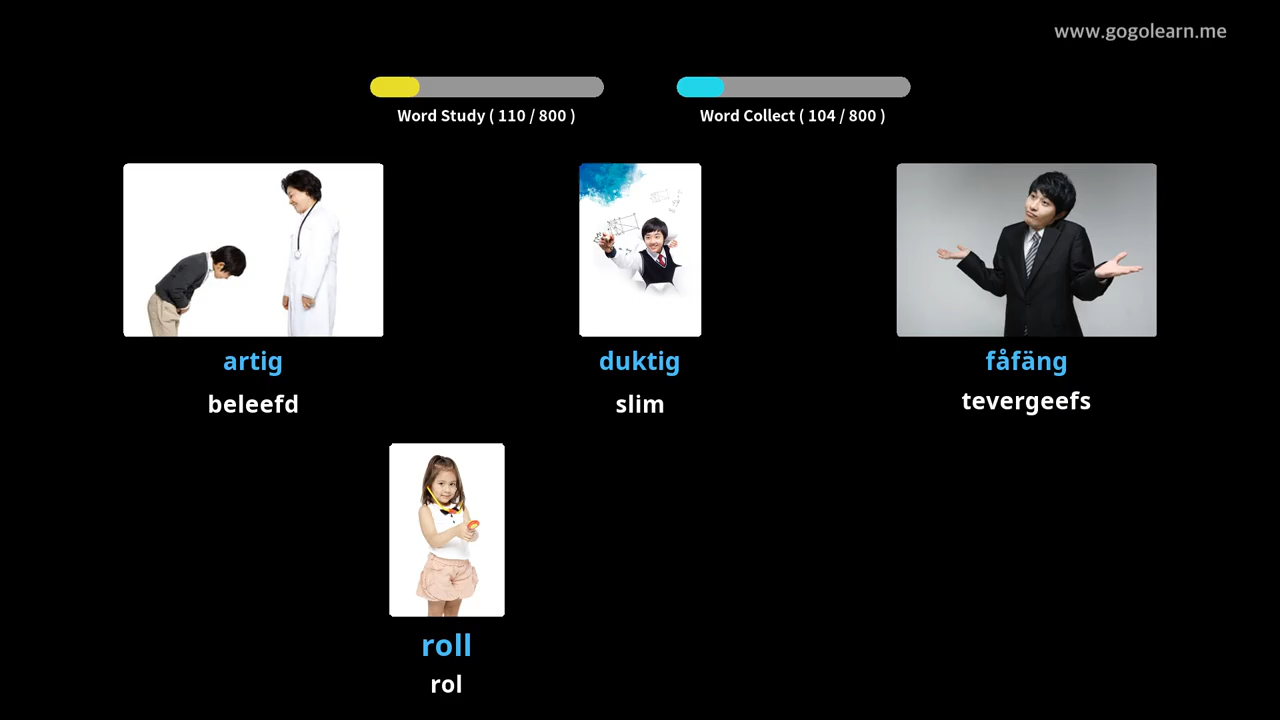 www.gogolearn.me
Word Study ( 110 / 800 )
Word Collect ( 104 / 800 )
artig
duktig
fåfäng
beleefd
slim
tevergeefs
roll
rol